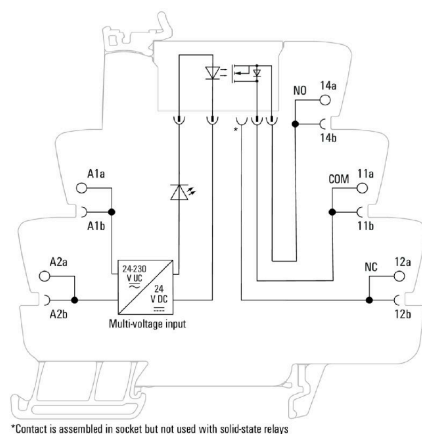 NO
14a
14b
*
A1a
COM
11a
A1b
11b
A2a
24-230
V UC
NC
12a
24
V DC
A2b
12b
Multi-voltage input
*Contact is assembled in socket but not used with solid-state relays